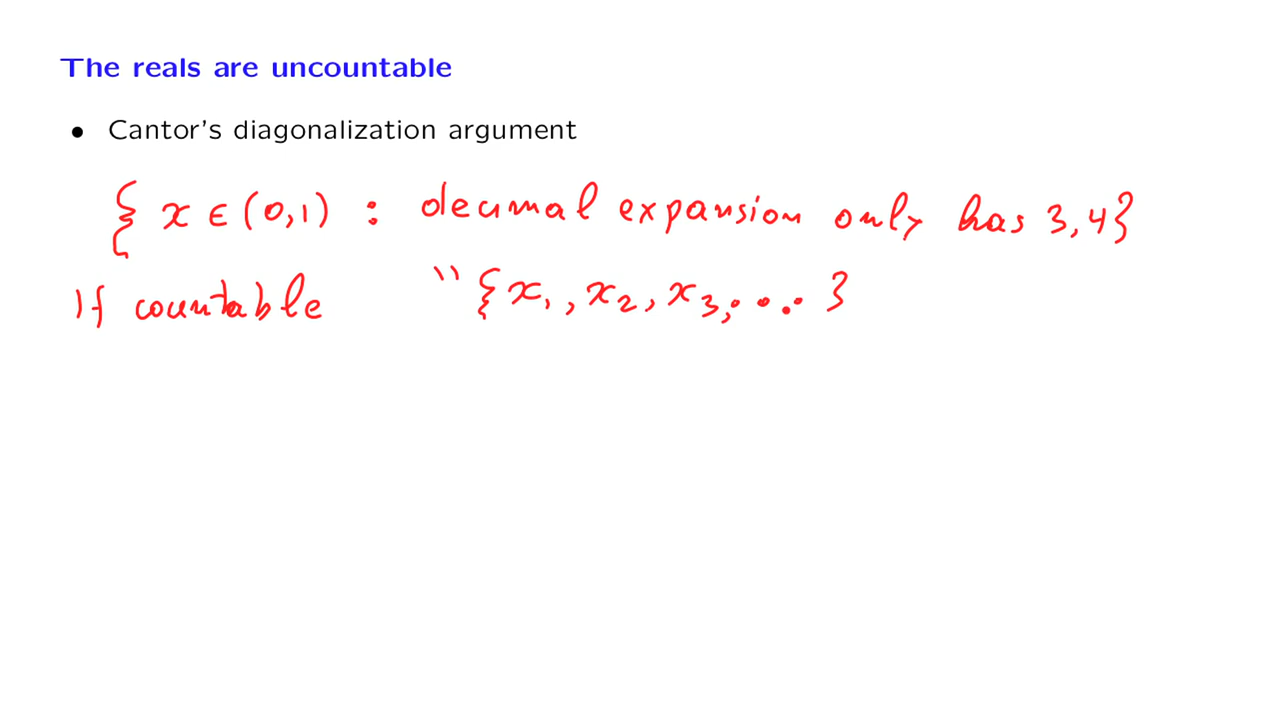 The reals are uncountable
• Cantor's diagonalization argument
{ x ∈ (0,1) : decimal expansion only has 3,4}
If countable " {x₁, x₂, x₃, ... }